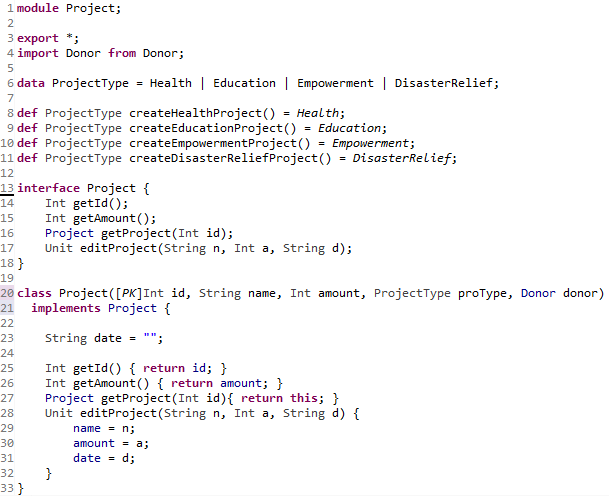 1 module Project;
2
3 export *;
4 import Donor from Donor;
5
6 data ProjectType = Health | Education | Empowerment | DisasterRelief;
7
8 def ProjectType createHealthProject() = Health;
9 def ProjectType createEducationProject() = Education;
10 def ProjectType createEmpowermentProject() = Empowerment;
11 def ProjectType createDisasterReliefProject() = DisasterRelief;
12
13 interface Project {
14     Int getId();
15     Int getAmount();
16     Project getProject(Int id);
17     Unit editProject(String n, Int a, String d);
18 }
19
20 class Project([PK]Int id, String name, Int amount, ProjectType proType, Donor donor)
21   implements Project {
22
23     String date = "";
24
25     Int getId() { return id; }
26     Int getAmount() { return amount; }
27     Project getProject(Int id){ return this; }
28     Unit editProject(String n, Int a, String d) {
29         name = n;
30         amount = a;
31         date = d;
32     }
33 }